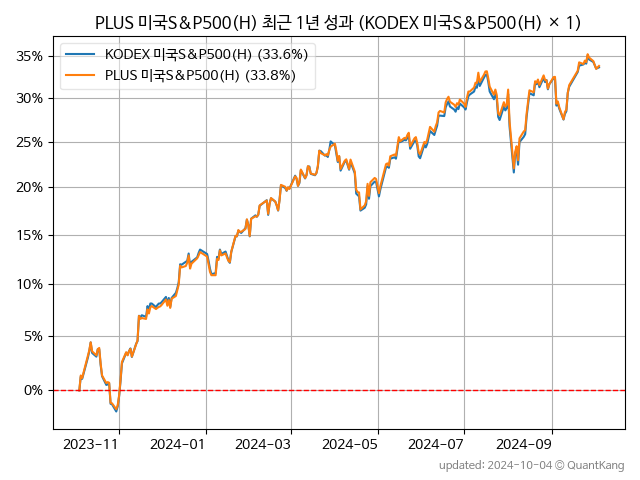 PLUS 미국S&P500(H) 최근 1년 성과 (KODEX 미국S&P500(H) × 1)
KODEX 미국S&P500(H) (33.6%)
PLUS 미국S&P500(H) (33.8%)
35%
30%
25%
20%
15%
10%
5%
0%
2023-11 2024-01 2024-03 2024-05 2024-07 2024-09
updated: 2024-10-04 © QuantKang